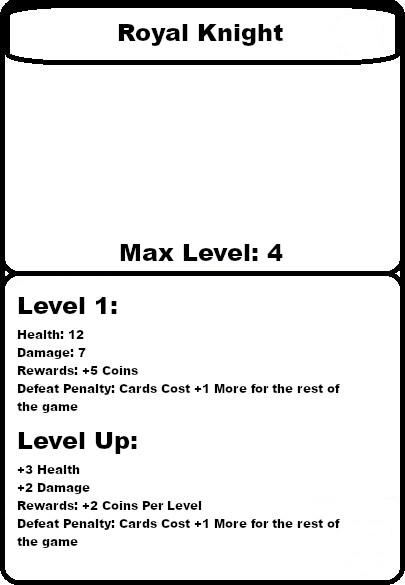 Royal Knight
Max Level: 4
Level 1:
Health: 12
Damage: 7
Rewards: +5 Coins
Defeat Penalty: Cards Cost +1 More for the rest of
the game
Level Up:
+3 Health
+2 Damage
Rewards: +2 Coins Per Level
Defeat Penalty: Cards Cost +1 More for the rest of
the game